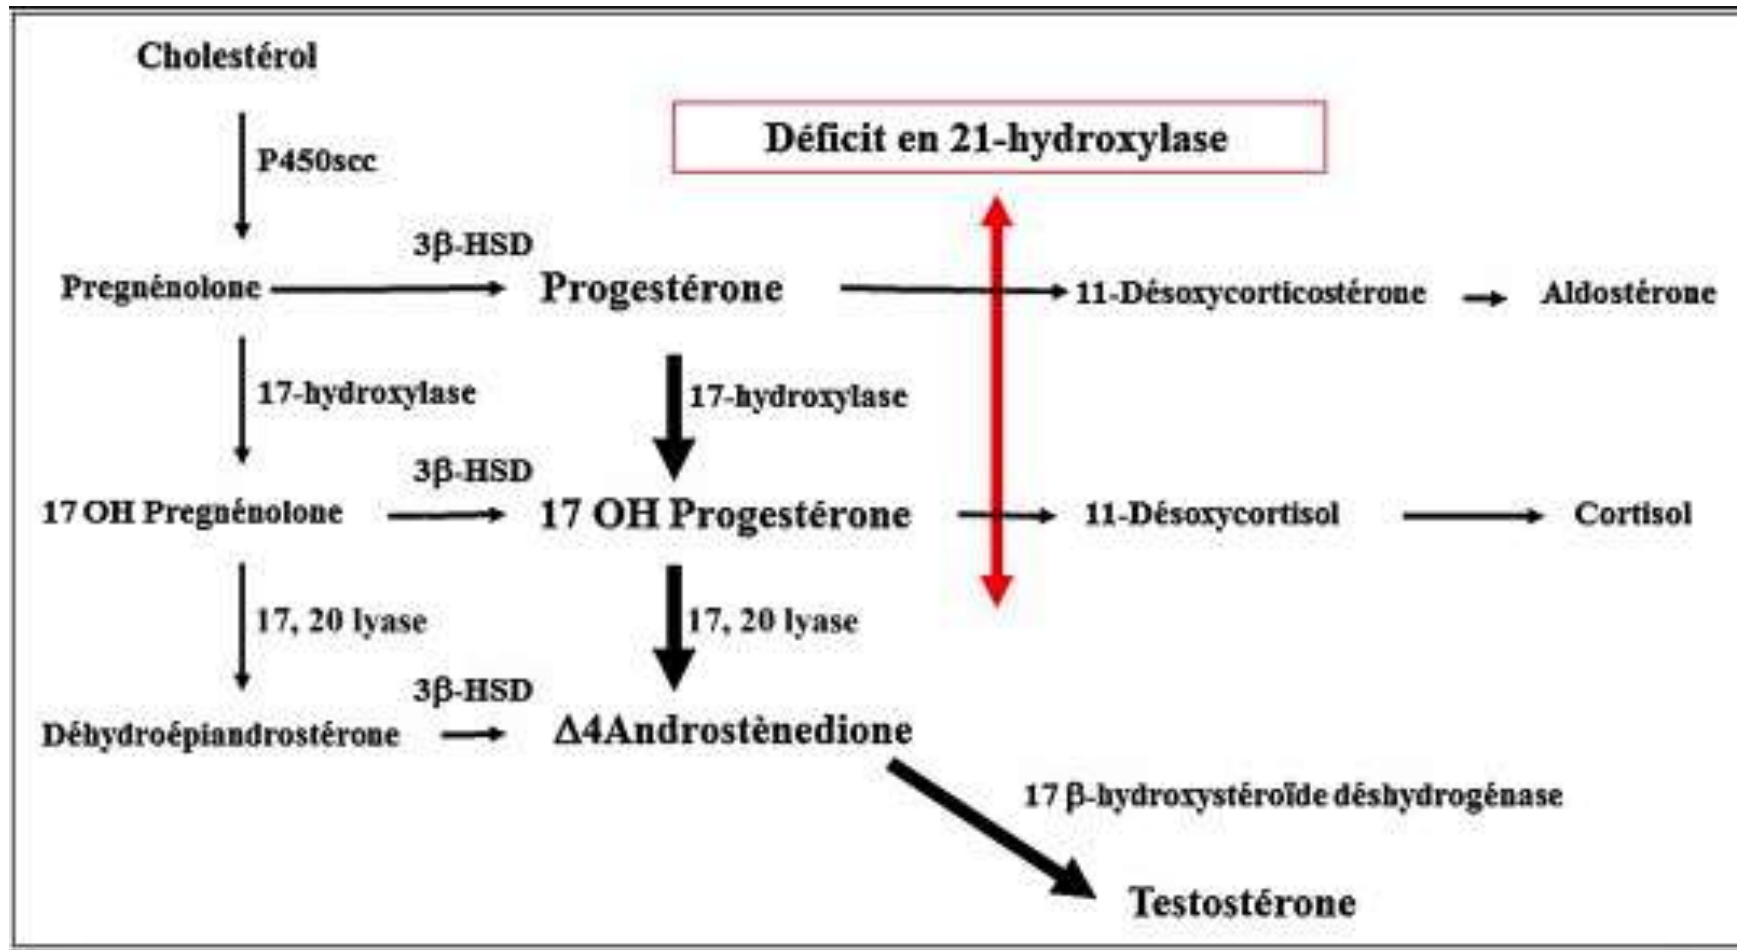 Cholestérol
Déficit en 21-hydroxylase
P450scc
3β-HSD
Pregnénolone
Progestérone
11-Désoxycorticostérone
Aldostérone
17-hydroxylase
17-hydroxylase
3β-HSD
17 OH Pregnénolone
17 OH Progestérone
11-Désoxycortisol
Cortisol
17, 20 lyase
17, 20 lyase
3β-HSD
Déhydroépiandrostérone
Δ4Androstènedione
17 β-hydroxystéroïde déshydrogénase
Testostérone